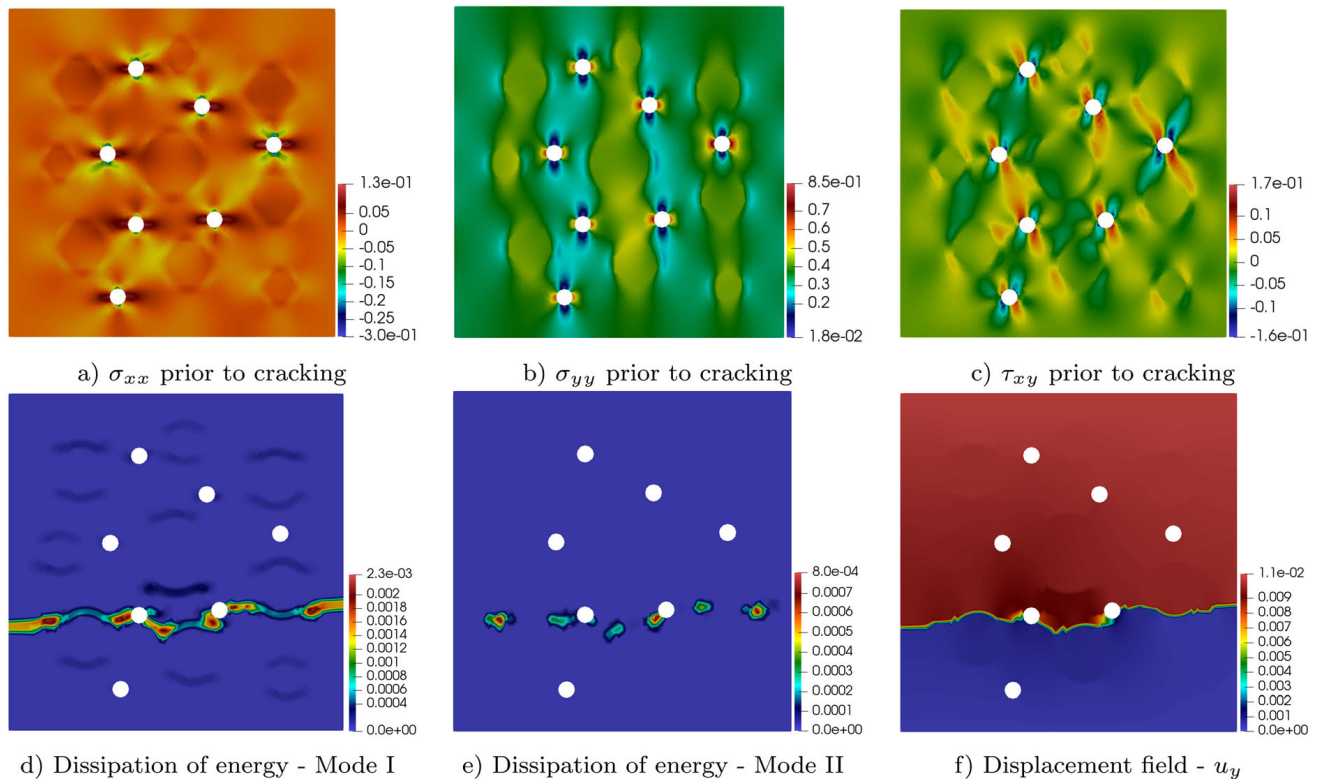 1.3e-01
0.05
0
-0.05
-0.1
-0.15
-0.25
-3.0e-01
8.5e-01
0.7
0.6
0.5
0.4
0.3
0.2
1.8e-02
1.7e-01
0.1
0.05
0
-0.05
-0.1
-1.6e-01
a) σxx prior to cracking
b) σyy prior to cracking
c) τxy prior to cracking
2.3e-03
0.002
0.0018
0.0016
0.0014
0.001
0.0008
0.0006
0.0004
0.0e+00
8.0e-04
0.0007
0.0006
0.0005
0.0004
0.0003
0.0002
0.0001
0.0e+00
1.1e-02
0.009
0.008
0.007
0.006
0.005
0.004
0.003
0.002
0.001
0.0e+00
d) Dissipation of energy - Mode I
e) Dissipation of energy - Mode II
f) Displacement field - uy